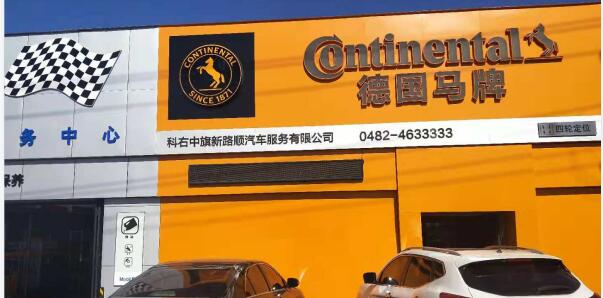 CONTINENTAL
SINCE 1871
Continental
德国马牌
务中心
科右中旗新路顺汽车服务有限公司 0482-4633333
四轮定位
保养